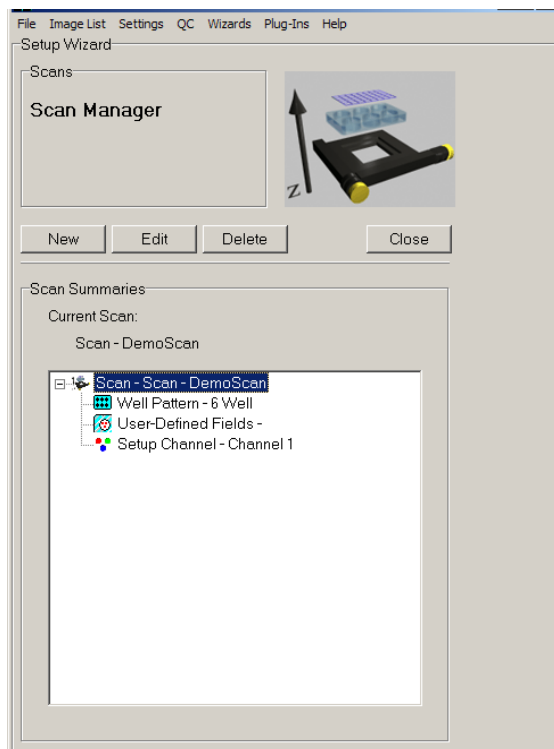 File Image List Settings QC Wizards Plug-Ins Help
Setup Wizard
Scans
Scan Manager
Z
New Edit Delete Close
Scan Summaries
Current Scan:
Scan - DemoScan
Scan - Scan - DemoScan
Well Pattern - 6 Well
User-Defined Fields -
Setup Channel - Channel 1